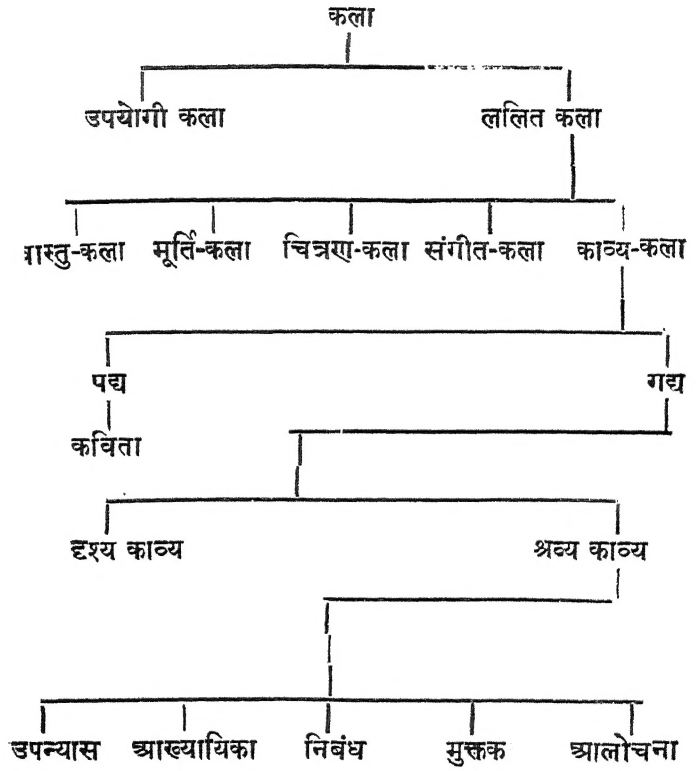 कला
उपयोगी कला ललित कला
वास्तु-कला मूर्ति-कला चित्रण-कला संगीत-कला काव्य-कला
पद्य गद्य
कविता
दृश्य काव्य श्रव्य काव्य
उपन्यास आख्यायिका निबंध मुक्तक आलोचना